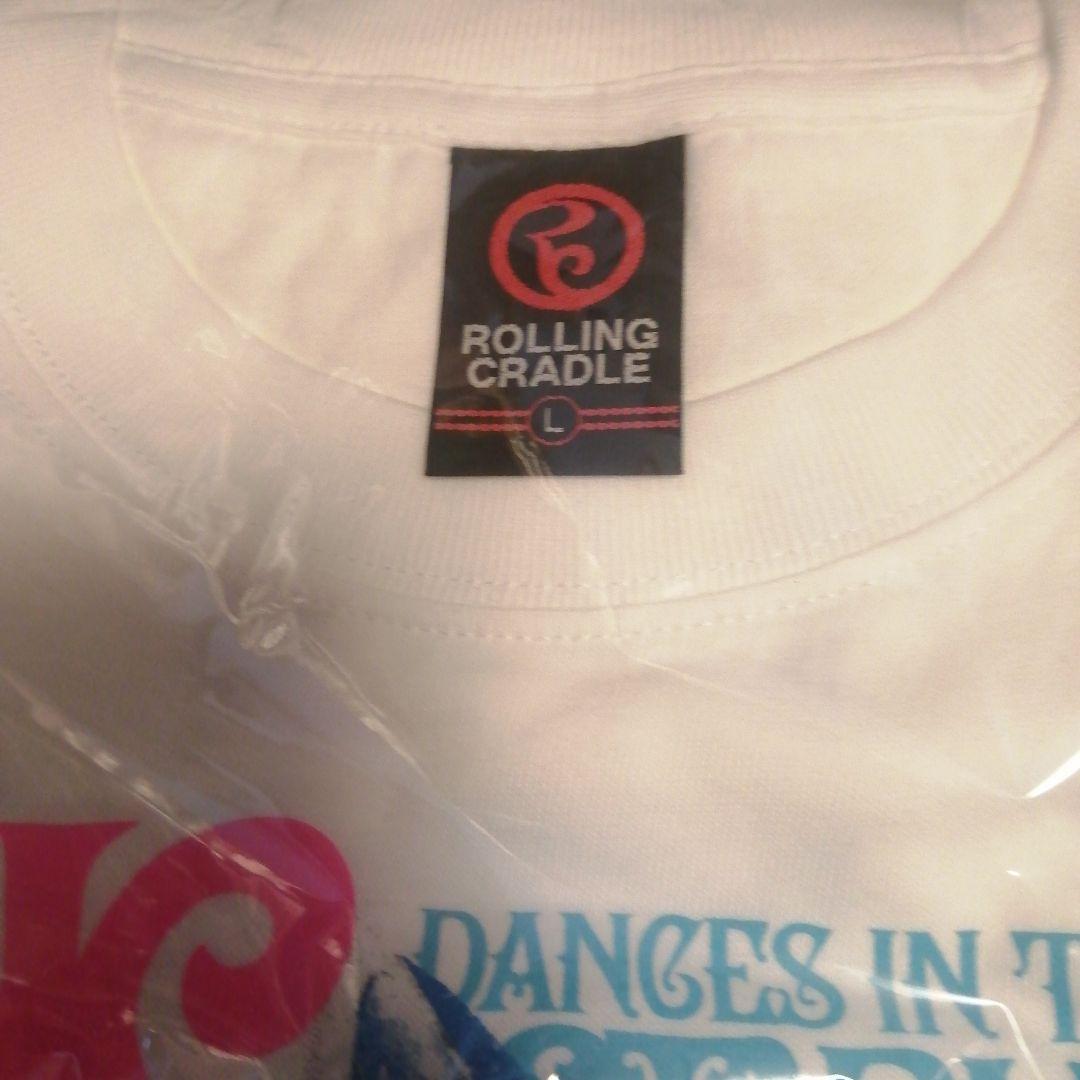 ROLLING
CRADLE
L
DANCES IN T